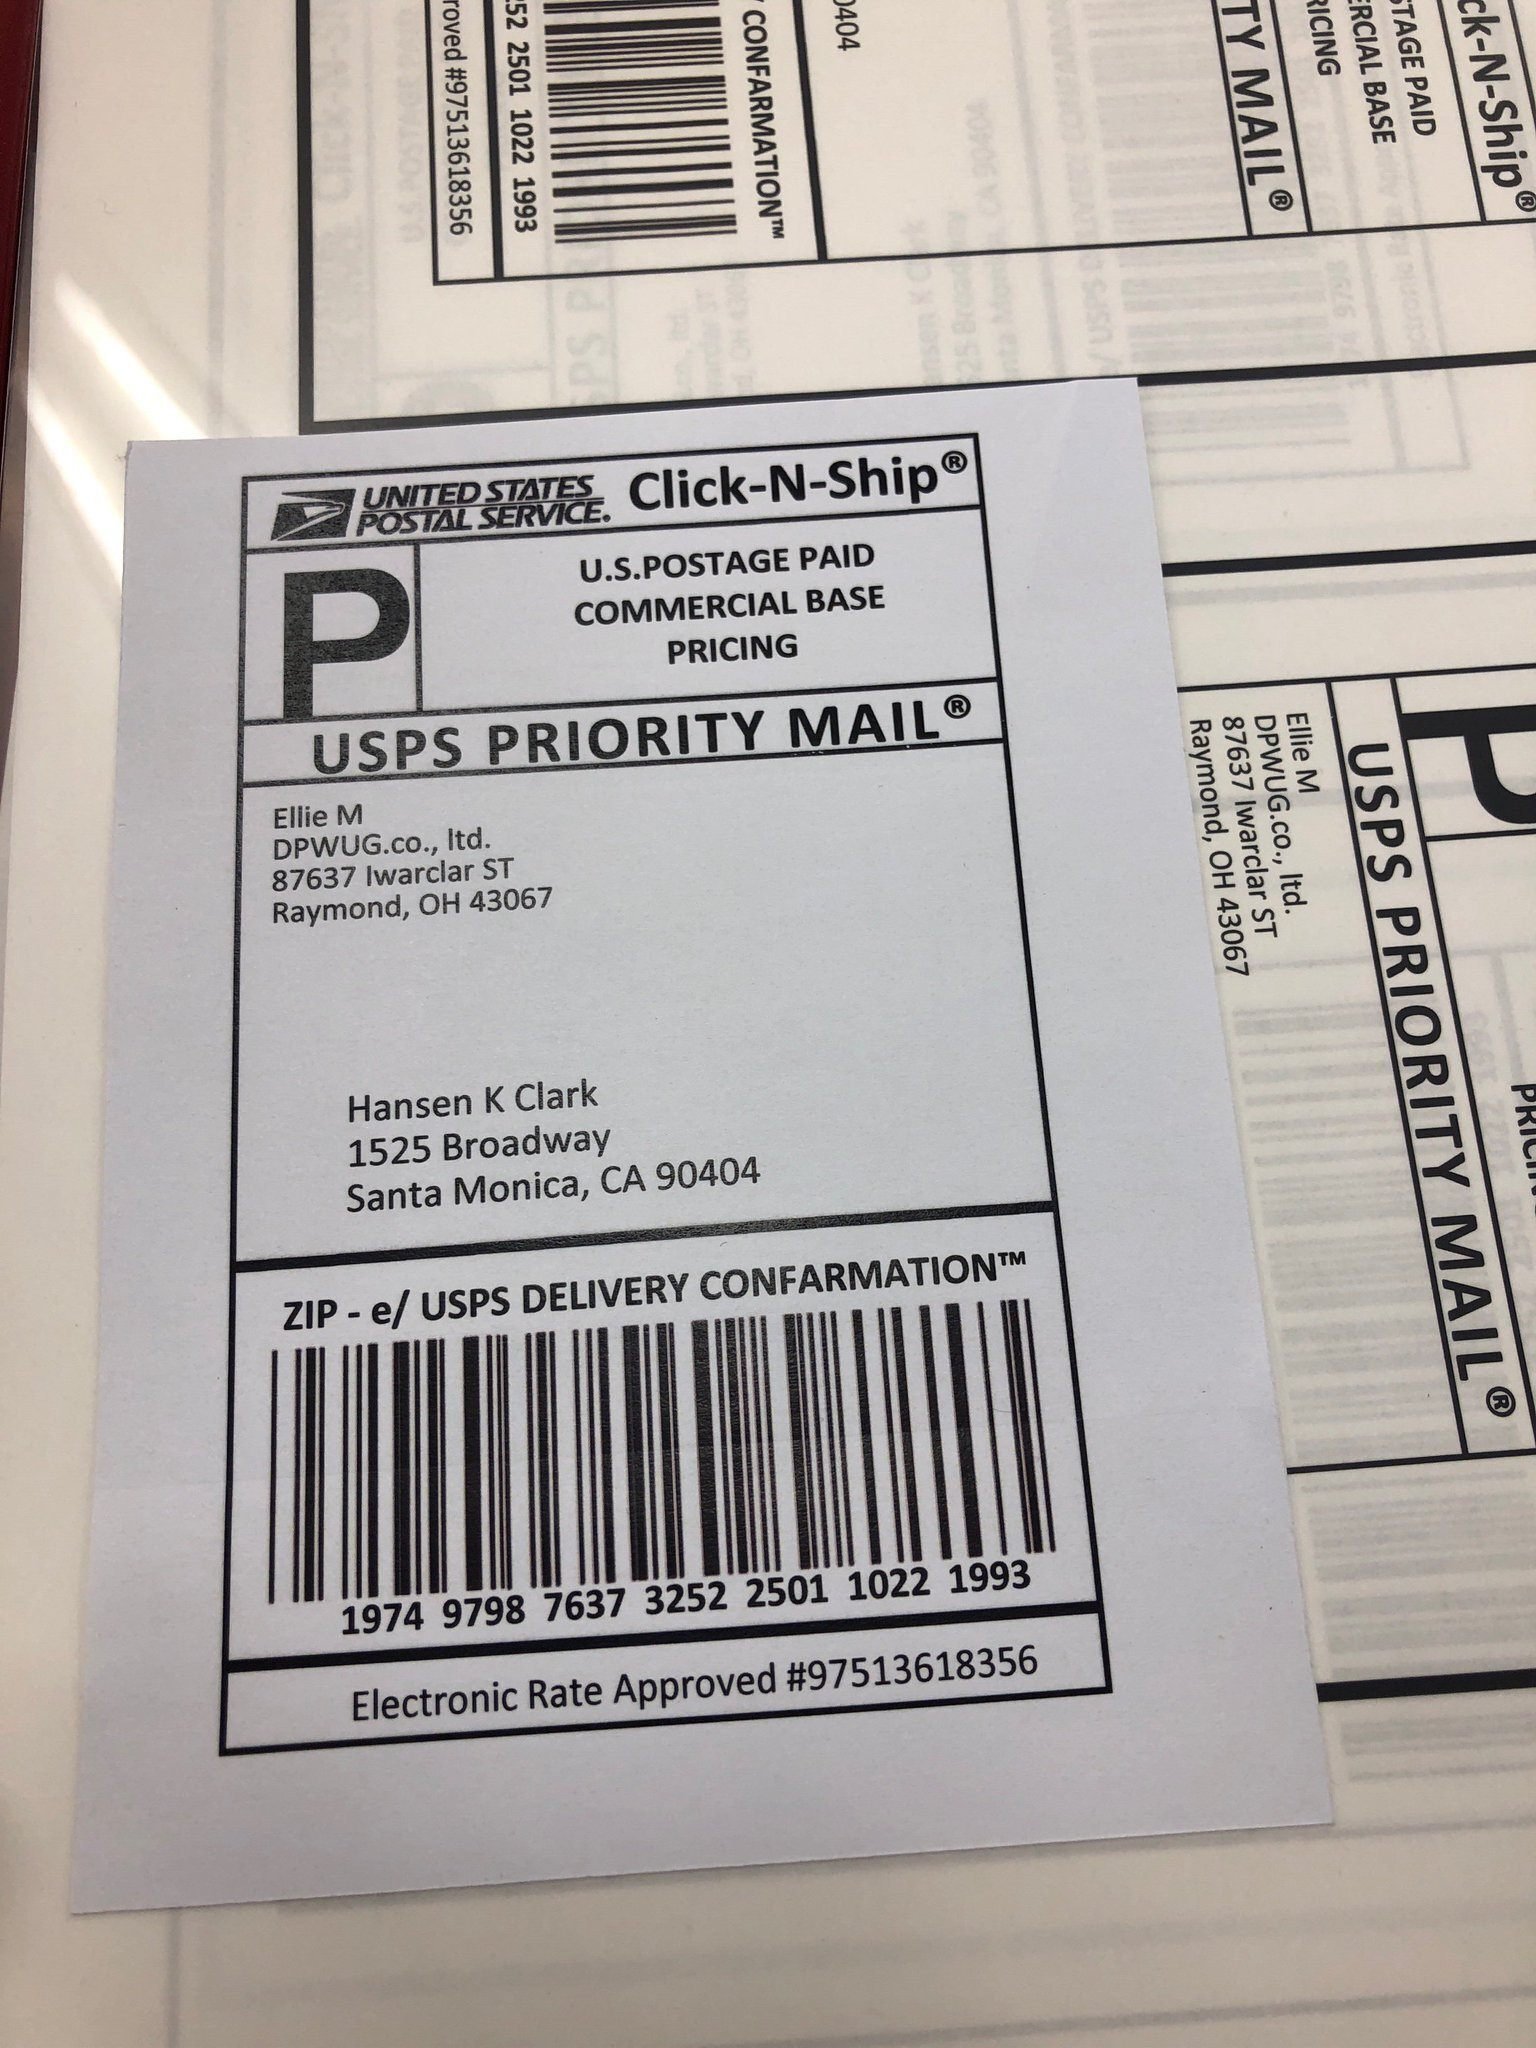 roved #97513618356
252 2501 1022 1993
CONFARMATION™
0404
TY MAIL®
RICING
ERCIAL BASE
STAGE PAID
ck-N-Ship®
UNITED STATES POSTAL SERVICE. Click-N-Ship®
P
U.S.POSTAGE PAID
COMMERCIAL BASE
PRICING
USPS PRIORITY MAIL®
Ellie M
DPWUG.co., ltd.
87637 Iwarclar ST
Raymond, OH 43067
Hansen K Clark
1525 Broadway
Santa Monica, CA 90404
ZIP - e/ USPS DELIVERY CONFARMATION™
1974 9798 7637 3252 2501 1022 1993
Electronic Rate Approved #97513618356
P
USPS PRIORITY MAIL®
Ellie M
DPWUG.co., ltd.
87637 Iwarclar ST
Raymond, OH 43067